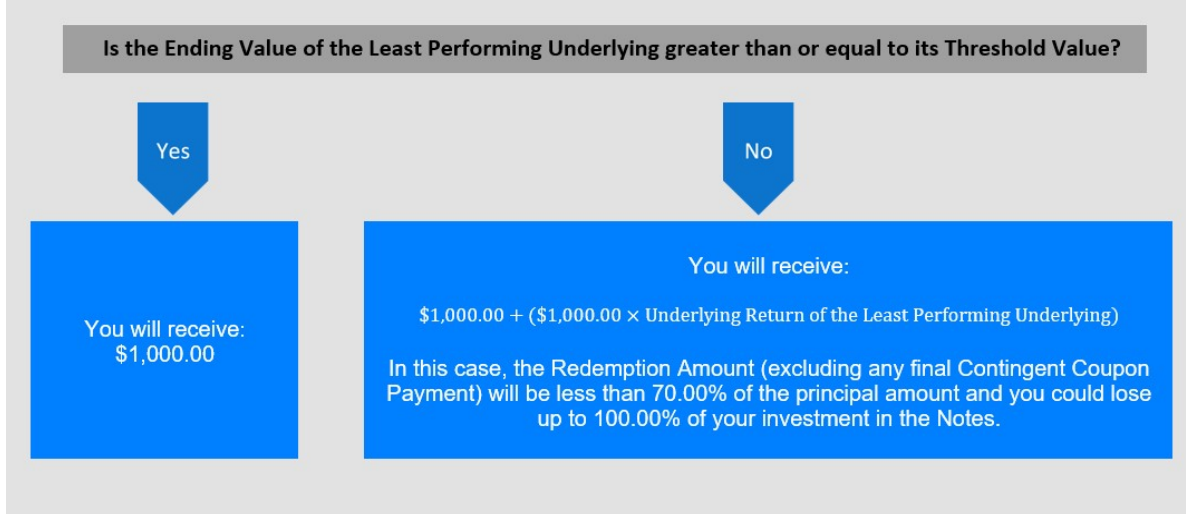 Is the Ending Value of the Least Performing Underlying greater than or equal to its Threshold Value?
Yes
No
You will receive:
$1,000.00
You will receive:
$1,000.00 + ($1,000.00 × Underlying Return of the Least Performing Underlying)
In this case, the Redemption Amount (excluding any final Contingent Coupon
Payment) will be less than 70.00% of the principal amount and you could lose
up to 100.00% of your investment in the Notes.